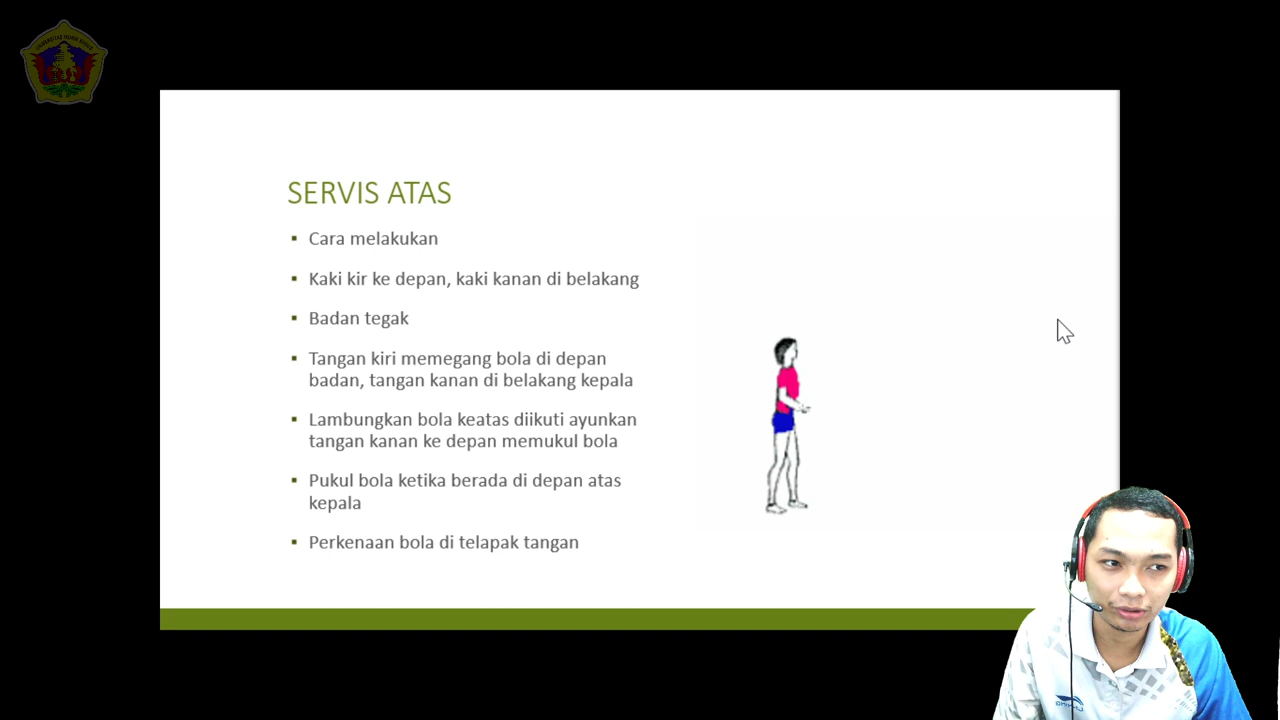 SERVIS ATAS
Cara melakukan
Kaki kir ke depan, kaki kanan di belakang
Badan tegak
Tangan kiri memegang bola di depan
badan, tangan kanan di belakang kepala
Lambungkan bola keatas diikuti ayunkan
tangan kanan ke depan memukul bola
Pukul bola ketika berada di depan atas
kepala
Perkenaan bola di telapak tangan